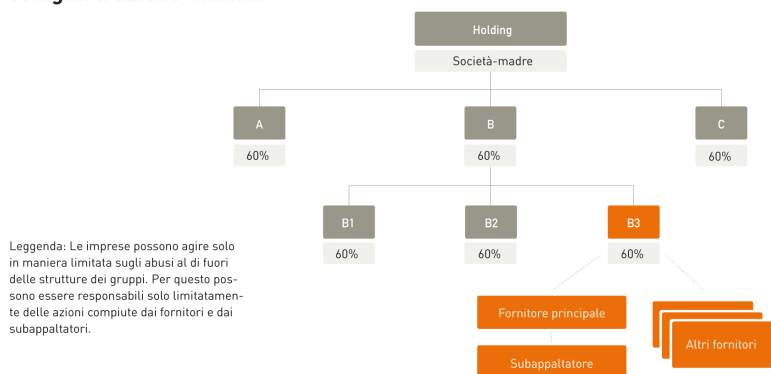 Holding
Società-madre
A
B
C
60%
60%
60%
B1
B2
B3
60%
60%
60%
Leggenda: Le imprese possono agire solo
in maniera limitata sugli abusi al di fuori
delle strutture dei gruppi. Per questo pos-
sono essere responsabili solo limitatamen-
te delle azioni compiute dai fornitori e dai
subappaltatori.
Fornitore principale
Altri fornitori
Subappaltatore